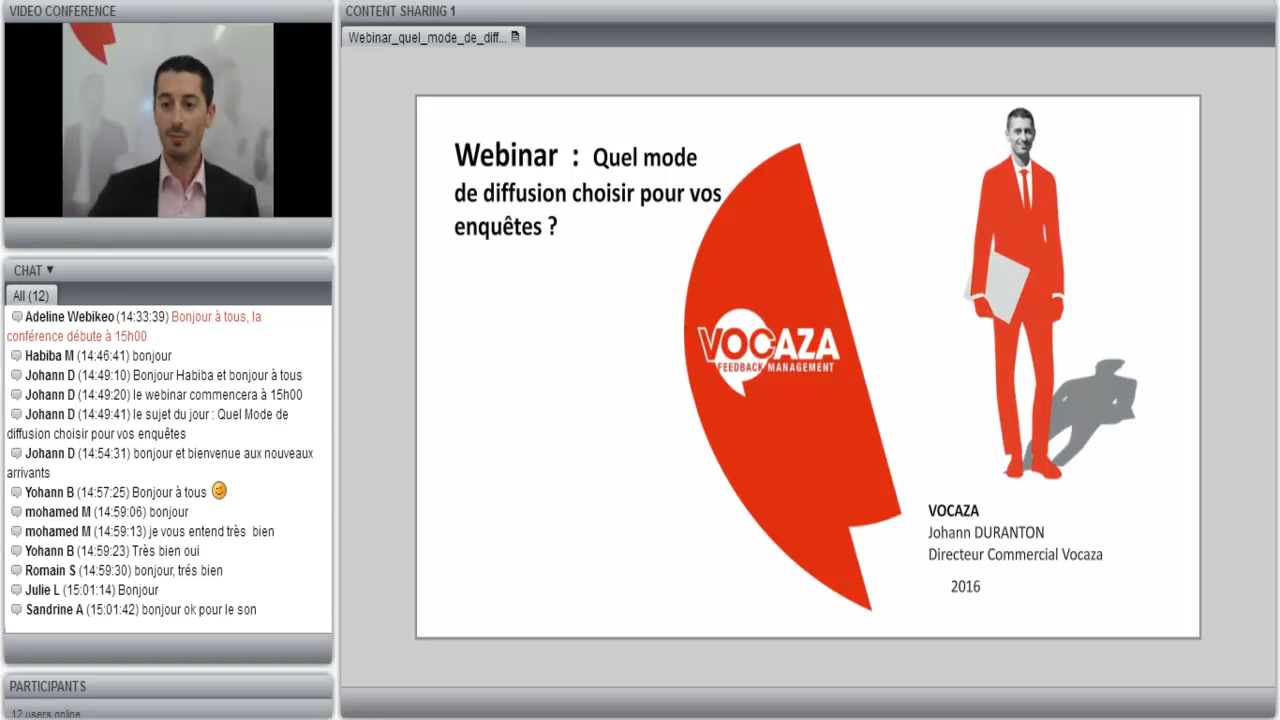 VIDEO CONFERENCE
CHAT ▼
All (12)
Adeline Webikeo (14:33:39) Bonjour à tous, la
conférence débute à 15h00
Habiba M (14:46:41) bonjour
Johann D (14:49:10) Bonjour Habiba et bonjour à tous
Johann D (14:49:20) le webinar commencera à 15h00
Johann D (14:49:41) le sujet du jour : Quel Mode de
diffusion choisir pour vos enquêtes
Johann D (14:54:31) bonjour et bienvenue aux nouveaux
arrivants
Yohann B (14:57:25) Bonjour à tous
mohamed M (14:59:06) bonjour
mohamed M (14:59:13) je vous entend très bien
Yohann B (14:59:23) Très bien oui
Romain S (14:59:30) bonjour, trés bien
Julie L (15:01:14) Bonjour
Sandrine A (15:01:42) bonjour ok pour le son
PARTICIPANTS
12 users online
CONTENT SHARING 1
Webinar_quel_mode_de_diff...
Webinar : Quel mode
de diffusion choisir pour vos
enquêtes ?
VOCAZA
FEEDBACK MANAGEMENT
VOCAZA
Johann DURANTON
Directeur Commercial Vocaza
2016